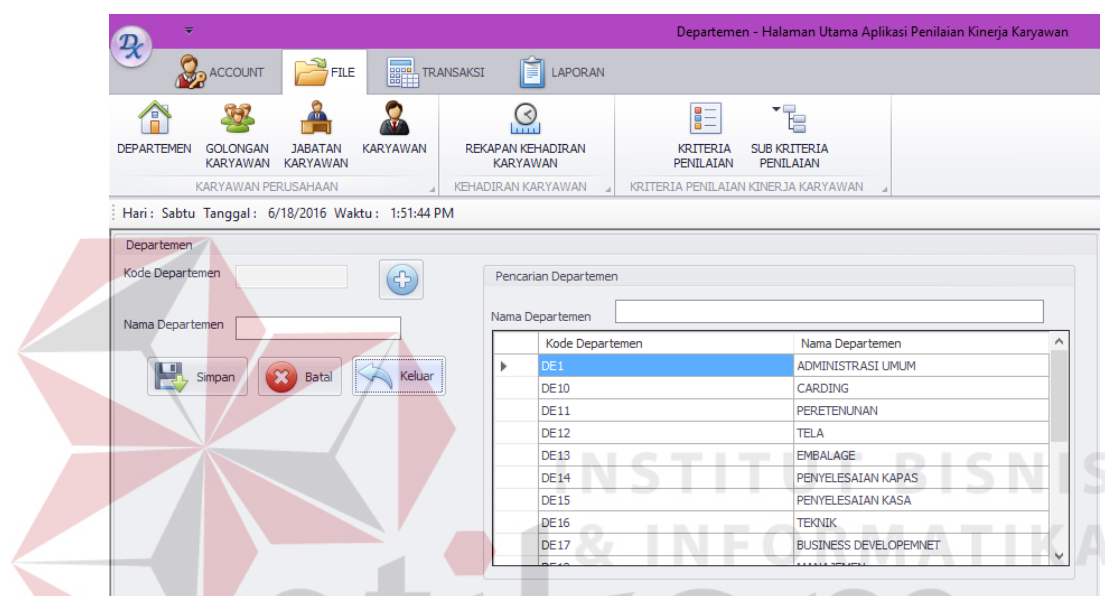 Departemen - Halaman Utama Aplikasi Penilaian Kinerja Karyawan
ACCOUNT FILE TRANSAKSI LAPORAN
DEPARTEMEN GOLONGAN KARYAWAN JABATAN KARYAWAN KARYAWAN REKAPAN KEHADIRAN KARYAWAN KRITERIA PENILAIAN SUB KRITERIA PENILAIAN
KARYAWAN PERUSAHAAN KEHADIRAN KARYAWAN KRITERIA PENILAIAN KINERJA KARYAWAN
Hari : Sabtu Tanggal : 6/18/2016 Waktu : 1:51:44 PM
Departemen
Kode Departemen
Nama Departemen
Simpan Batal Keluar
Pencarian Departemen
Nama Departemen
Kode Departemen Nama Departemen
DE1 ADMINISTRASI UMUM
DE10 CARDING
DE11 PERETENUNAN
DE12 TELA
DE13 EMBALAGE
DE14 PENYELESAIAN KAPAS
DE15 PENYELESAIAN KASA
DE16 TEKNIK
DE17 BUSINESS DEVELOPEMNET
INSTITUT BISNIS
& INFORMATIKA